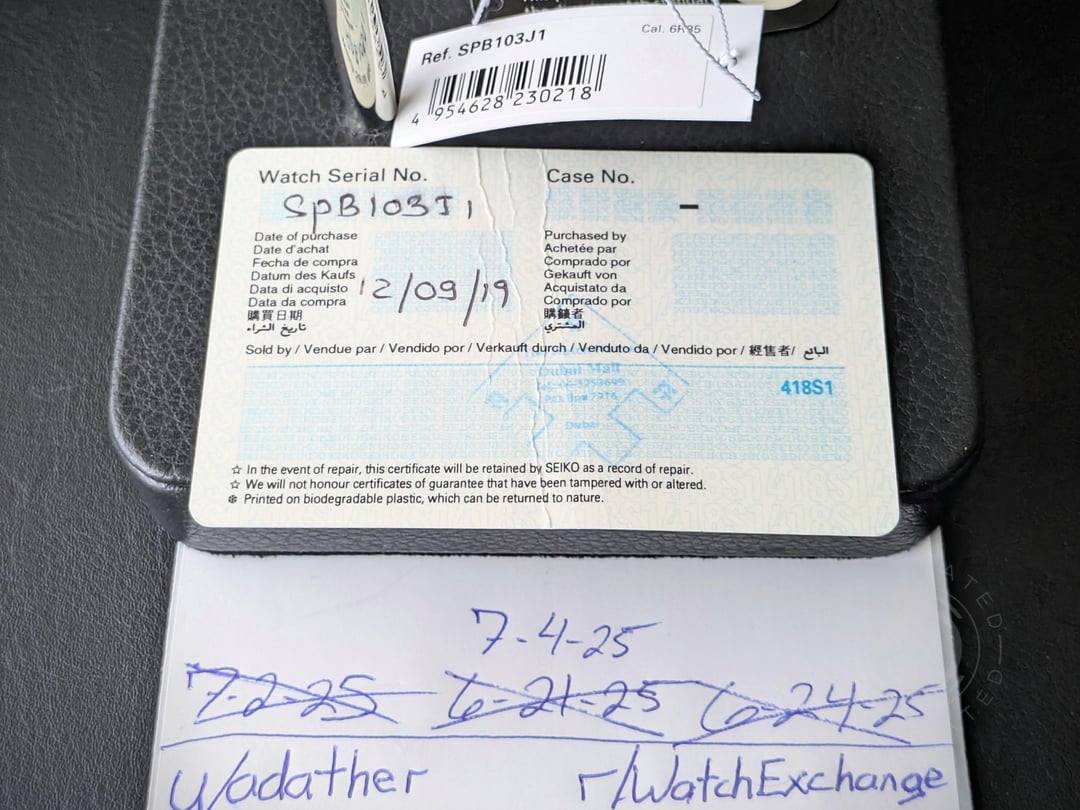 Ref. SPB103J1
Cal. 6R35
4 954628 230218
Watch Serial No.
Case No.
SPB103J1
–
Date of purchase
Date d'achat
Fecha de compra
Datum des Kaufs
Data di acquisto
Data da compra
購買日期
تاريخ الشراء
12/09/19
Purchased by
Achetée par
Comprado por
Gekauft von
Acquistato da
Comprado por
購買者
المشتري
Sold by / Vendue par / Vendido por / Verkauft durch / Venduto da / Vendido por / 經售者/ البائع
Dubai Mall
Dubai
418S1
☆ In the event of repair, this certificate will be retained by SEIKO as a record of repair.
☆ We will not honour certificates of guarantee that have been tampered with or altered.
❄ Printed on biodegradable plastic, which can be returned to nature.
7-4-25
7-2-25 6-21-25 6-24-25
u/adather r/WatchExchange